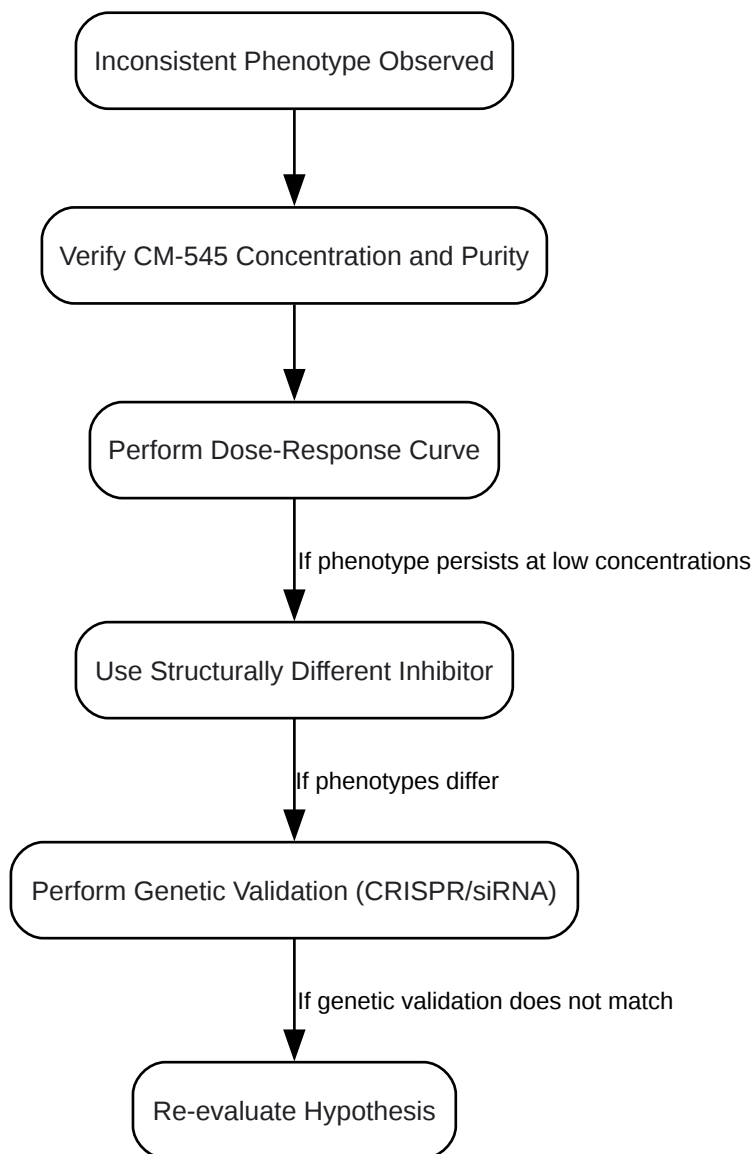 Inconsistent Phenotype Observed
Verify CM-545 Concentration and Purity
Perform Dose-Response Curve
If phenotype persists at low concentrations
Use Structurally Different Inhibitor
If phenotypes differ
Perform Genetic Validation (CRISPR/siRNA)
If genetic validation does not match
Re-evaluate Hypothesis